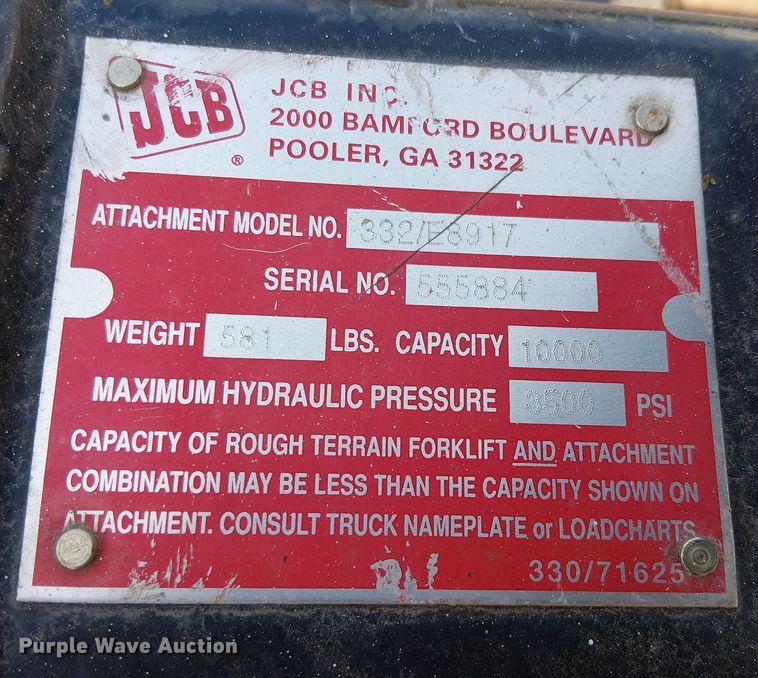 JCB
®
JCB INC.
2000 BAMFORD BOULEVARD
POOLER, GA 31322
ATTACHMENT MODEL NO. 332/E8917
SERIAL NO. 555884
WEIGHT 581 LBS. CAPACITY 10000
MAXIMUM HYDRAULIC PRESSURE 3500 PSI
CAPACITY OF ROUGH TERRAIN FORKLIFT AND ATTACHMENT
COMBINATION MAY BE LESS THAN THE CAPACITY SHOWN ON
ATTACHMENT. CONSULT TRUCK NAMEPLATE or LOADCHARTS
330/71625
Purple Wave Auction